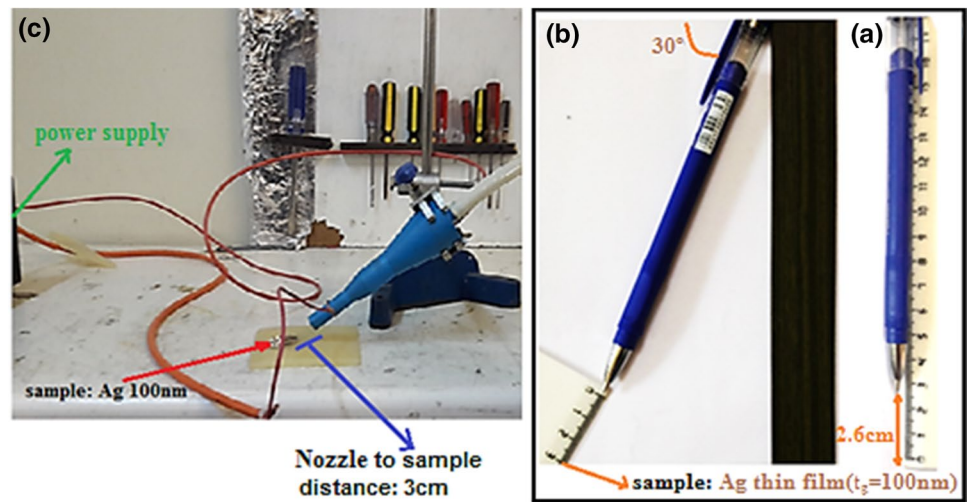 (c)
power supply
sample: Ag 100nm
Nozzle to sample
distance: 3cm
(b)
30°
(a)
2.6cm
sample: Ag thin film(tₛ=100nm)